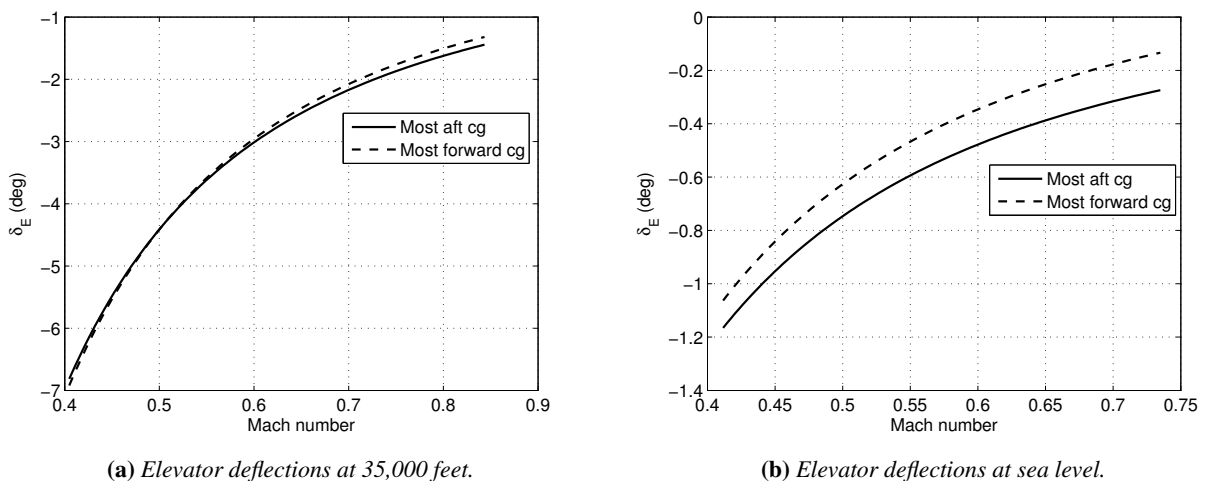 −1
−2
−3
−4
−5
−6
−7
0.4 0.5 0.6 0.7 0.8 0.9
Mach number
δ_E (deg)
Most aft cg
Most forward cg
(a) Elevator deflections at 35,000 feet.
0
−0.2
−0.4
−0.6
−0.8
−1
−1.2
−1.4
0.4 0.45 0.5 0.55 0.6 0.65 0.7 0.75
Mach number
δ_E (deg)
Most aft cg
Most forward cg
(b) Elevator deflections at sea level.